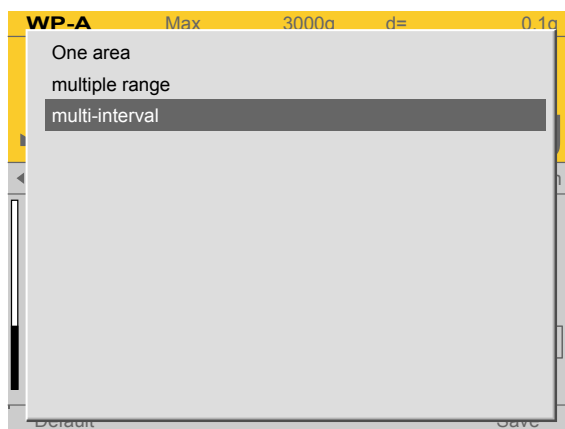 WP-A Max 3000g d= 0.1g
One area
multiple range
multi-interval
Default Save